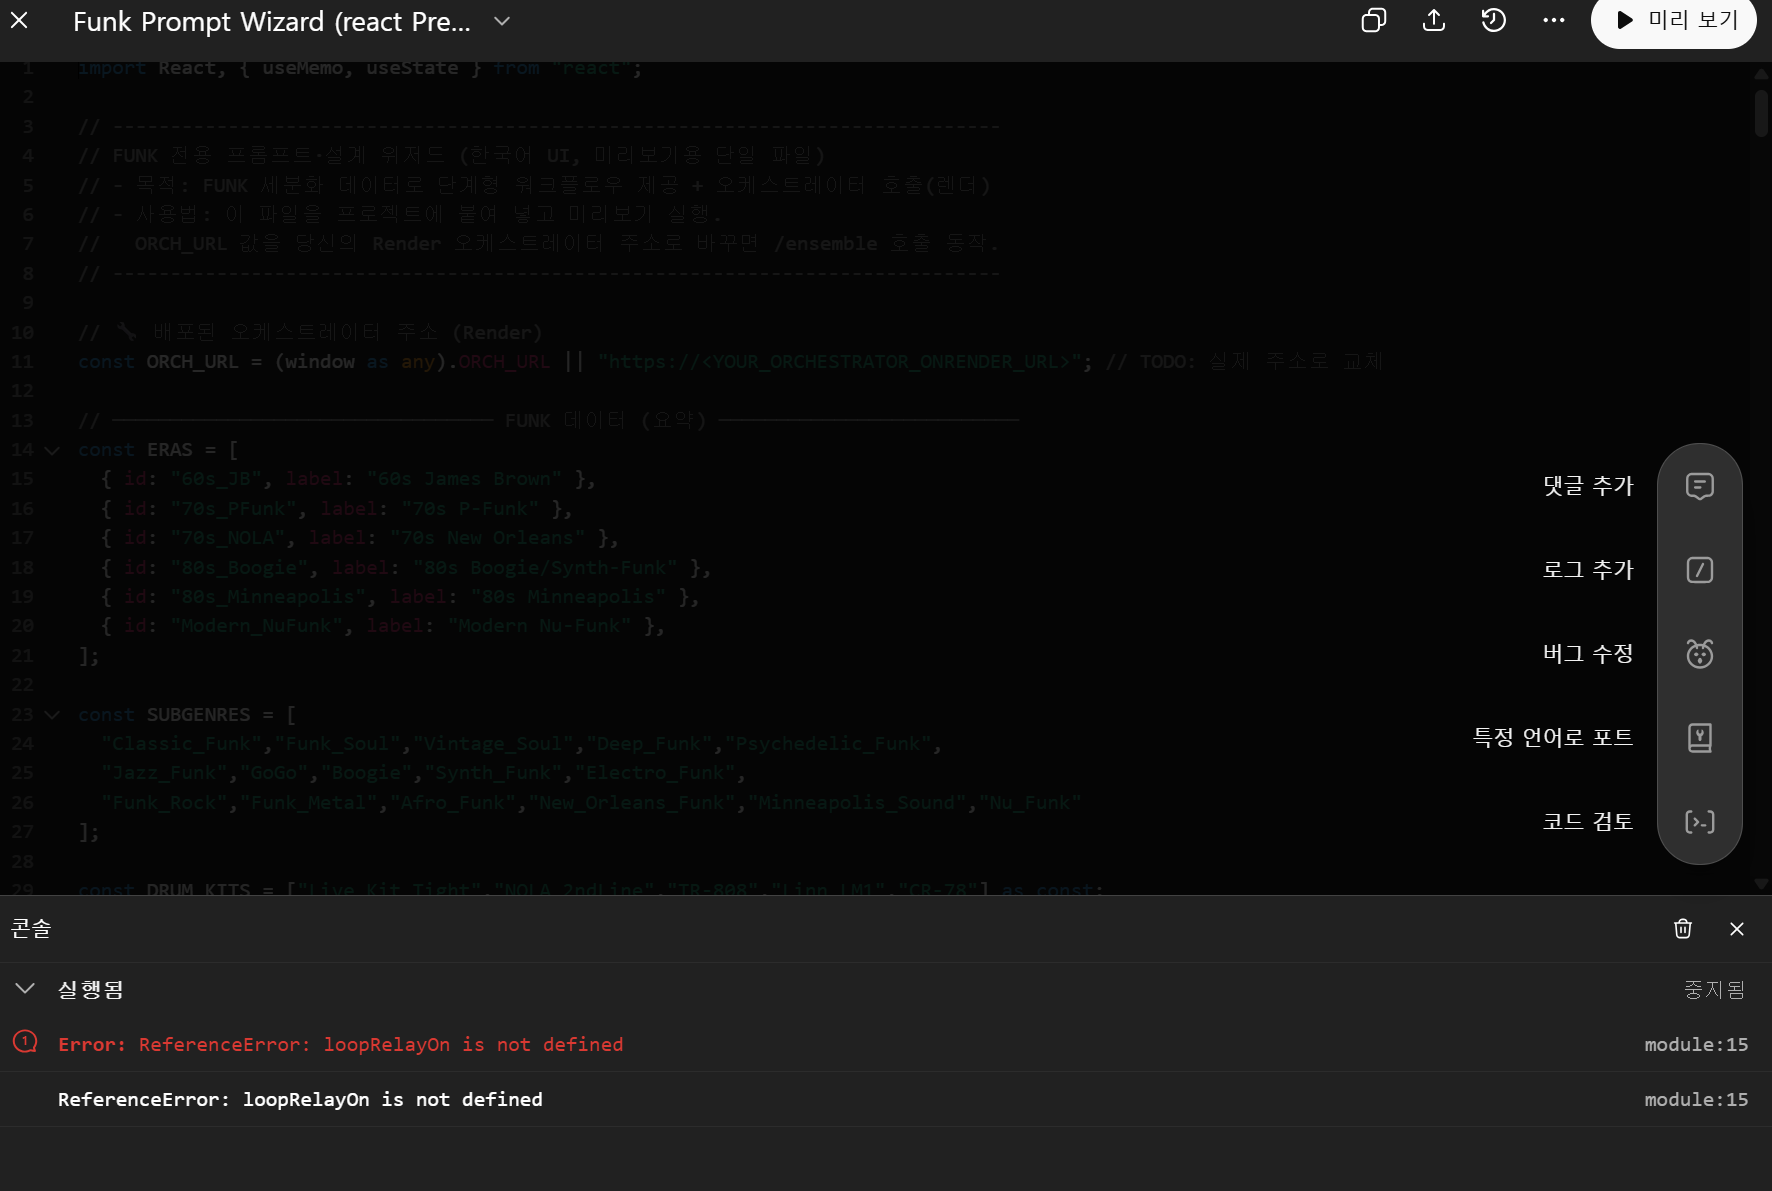 Funk Prompt Wizard (react Pre...
미리 보기
1 import React, { useMemo, useState } from "react";
2
3 // -----------------------------------------------------------------------------
4 // FUNK 전용 프롬프트·설계 위저드 (한국어 UI, 미리보기용 단일 파일)
5 // - 목적: FUNK 세분화 데이터로 단계형 워크플로우 제공 + 오케스트레이터 호출(렌더)
6 // - 사용법: 이 파일을 프로젝트에 붙여 넣고 미리보기 실행.
7 //   ORCH_URL 값을 당신의 Render 오케스트레이터 주소로 바꾸면 /ensemble 호출 동작.
8 // -----------------------------------------------------------------------------
9
10 // 🔧 배포된 오케스트레이터 주소 (Render)
11 const ORCH_URL = (window as any).ORCH_URL || "https://<YOUR_ORCHESTRATOR_ONRENDER_URL>"; // TODO: 실제 주소로 교체
12
13 // ───────────────────────────────── FUNK 데이터 (요약) ──────────────────────────
14 const ERAS = [
15   { id: "60s_JB", label: "60s James Brown" },
16   { id: "70s_PFunk", label: "70s P-Funk" },
17   { id: "70s_NOLA", label: "70s New Orleans" },
18   { id: "80s_Boogie", label: "80s Boogie/Synth-Funk" },
19   { id: "80s_Minneapolis", label: "80s Minneapolis" },
20   { id: "Modern_NuFunk", label: "Modern Nu-Funk" },
21 ];
22
23 const SUBGENRES = [
24   "Classic_Funk","Funk_Soul","Vintage_Soul","Deep_Funk","Psychedelic_Funk",
25   "Jazz_Funk","GoGo","Boogie","Synth_Funk","Electro_Funk",
26   "Funk_Rock","Funk_Metal","Afro_Funk","New_Orleans_Funk","Minneapolis_Sound","Nu_Funk"
27 ];
28
29 const DRUM_KITS = ["Live_Kit_Tight","NOLA_2ndLine","TR-808","Linn_LM1","CR-78"] as const;
댓글 추가
로그 추가
버그 수정
특정 언어로 포트
코드 검토
콘솔
실행됨 중지됨
1 Error: ReferenceError: loopRelayOn is not defined module:15
ReferenceError: loopRelayOn is not defined module:15